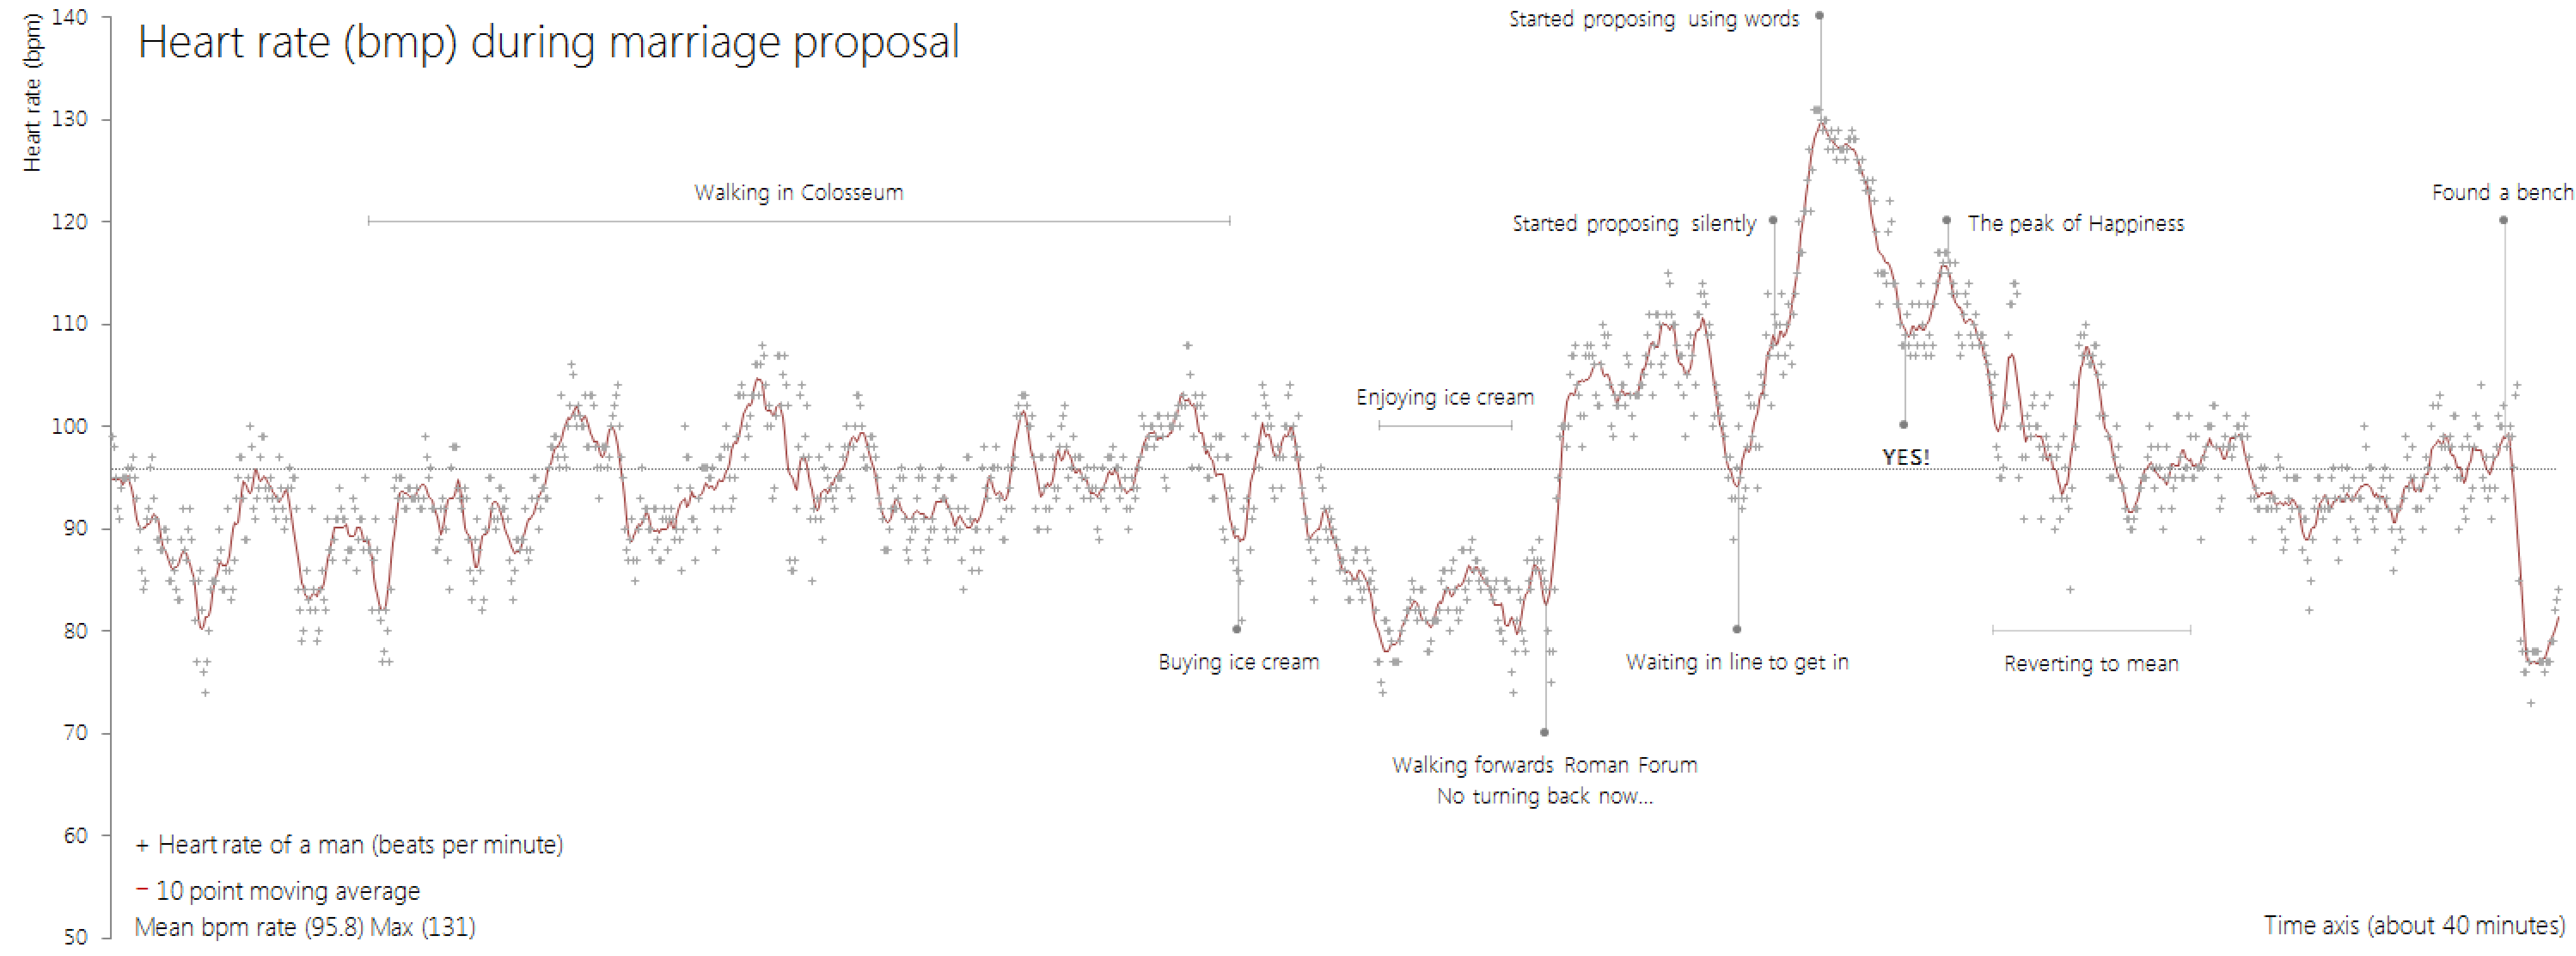 Heart rate (bmp) during marriage proposal
Heart rate (bpm)
140
130
120
110
100
90
80
70
60
50
Started proposing using words
Walking in Colosseum
Found a bench
Started proposing silently
The peak of Happiness
Enjoying ice cream
YES!
Buying ice cream
Waiting in line to get in
Reverting to mean
Walking forwards Roman Forum
No turning back now...
+ Heart rate of a man (beats per minute)
– 10 point moving average
Mean bpm rate (95.8) Max (131)
Time axis (about 40 minutes)